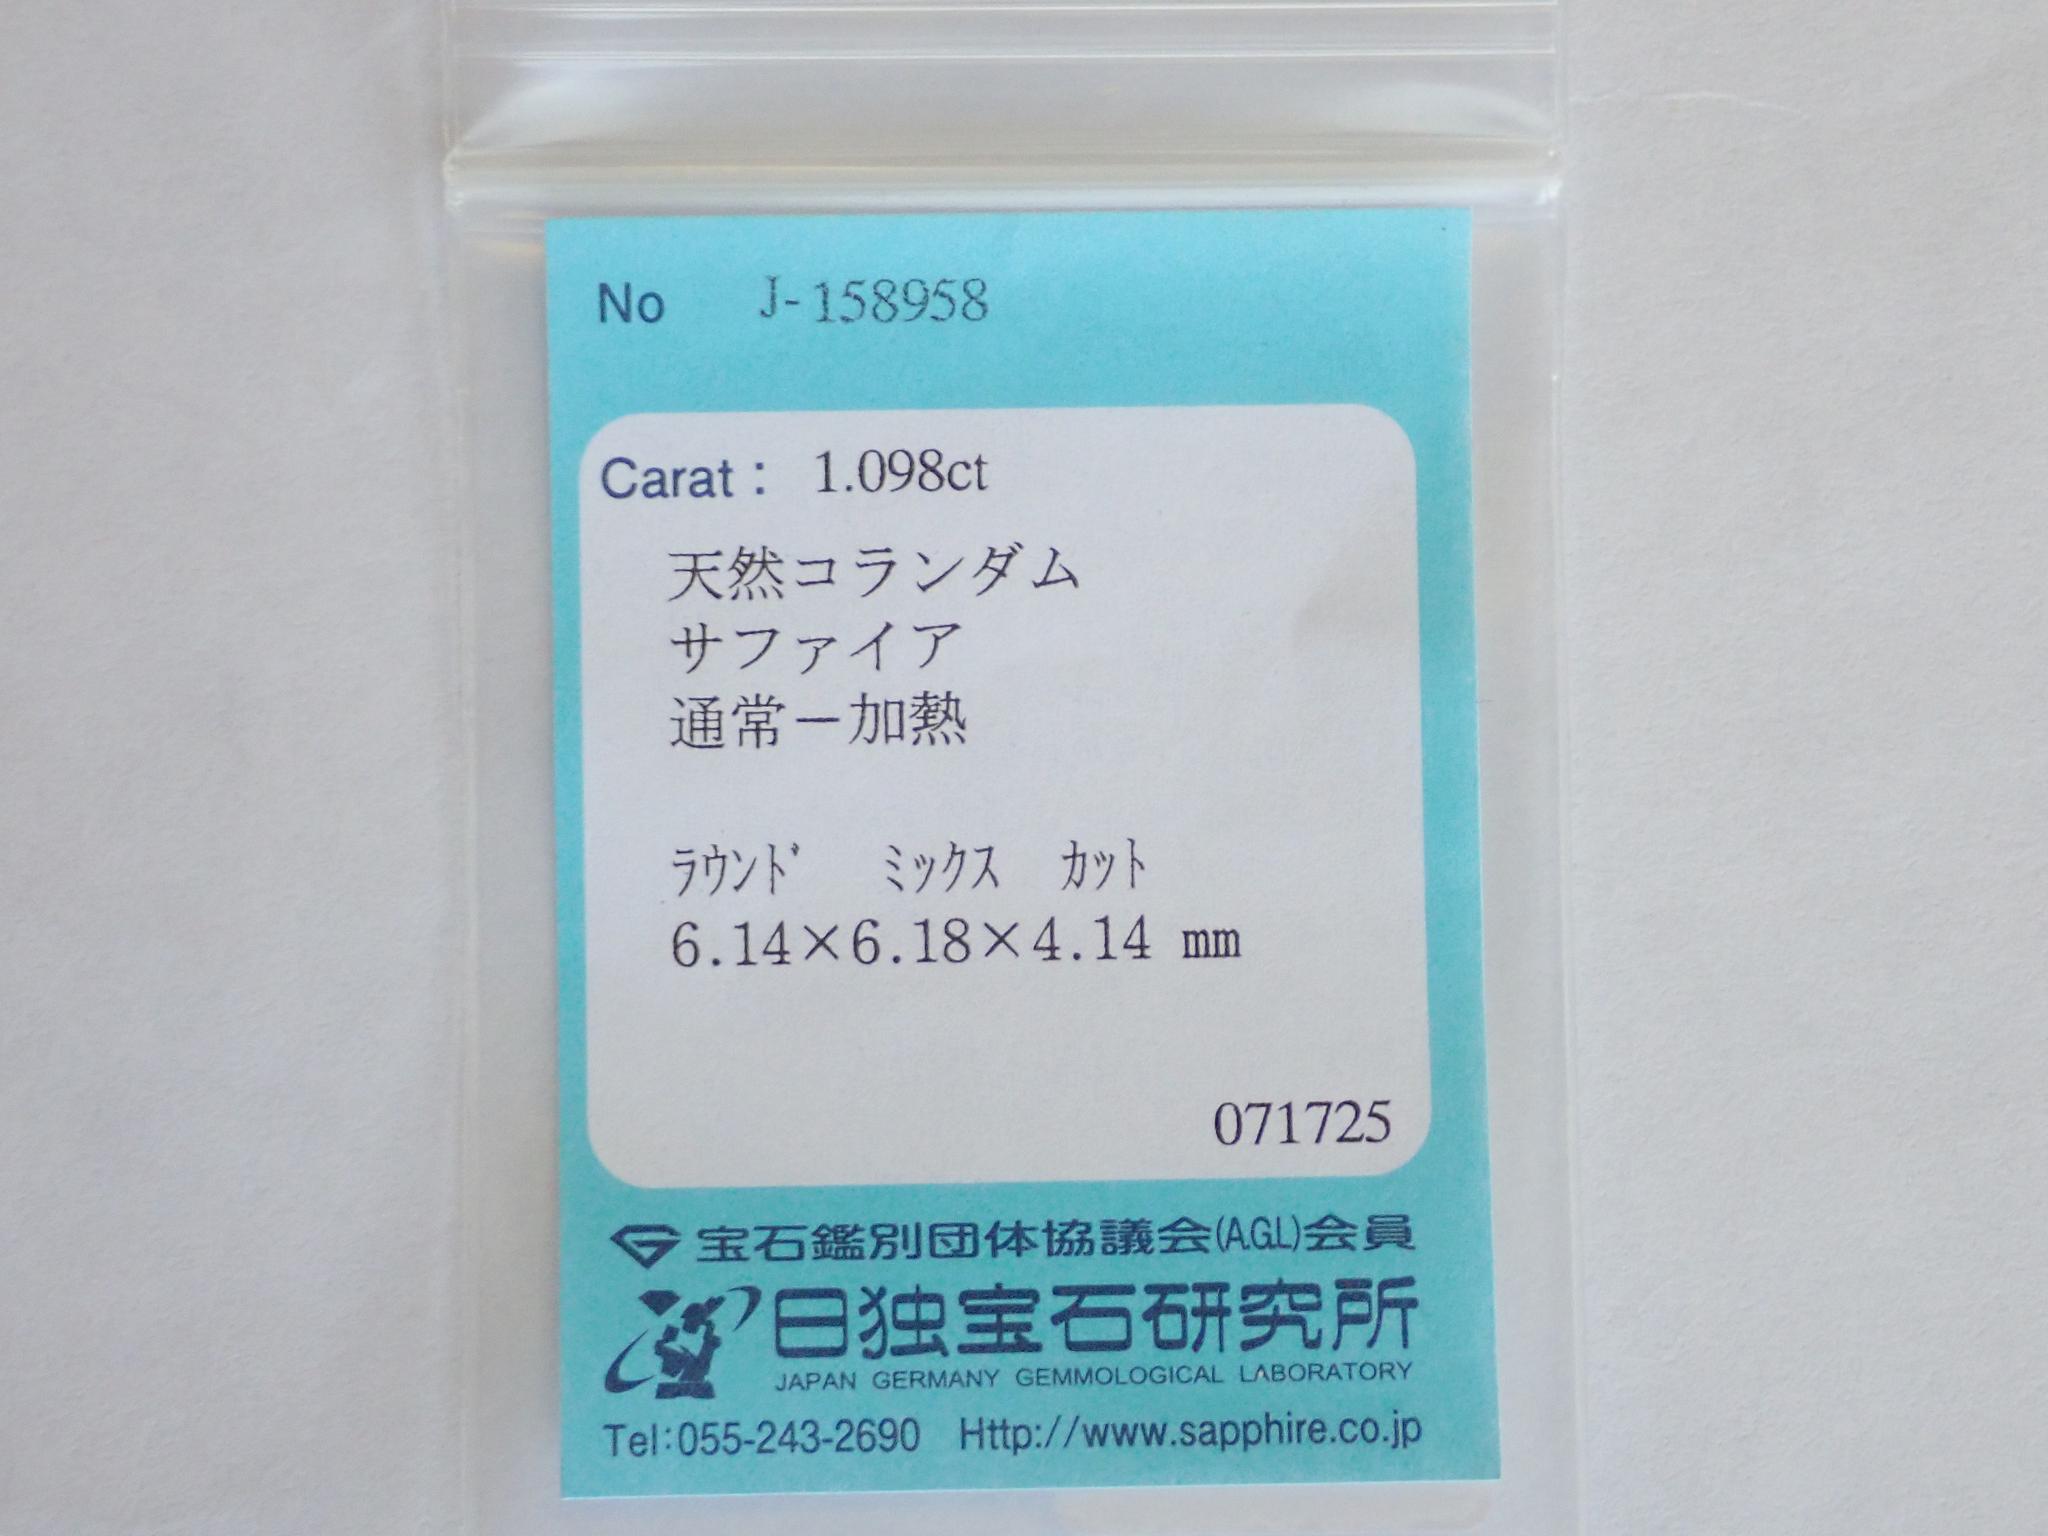 No J-158958
Carat： 1.098ct
天然コランダム
サファイア
通常－加熱
ﾗｳﾝﾄﾞ ﾐｯｸｽ ｶｯﾄ
6.14×6.18×4.14 mm
071725
宝石鑑別団体協議会(A.G.L)会員
日独宝石研究所
JAPAN GERMANY GEMMOLOGICAL LABORATORY
Tel:055-243-2690 Http://www.sapphire.co.jp